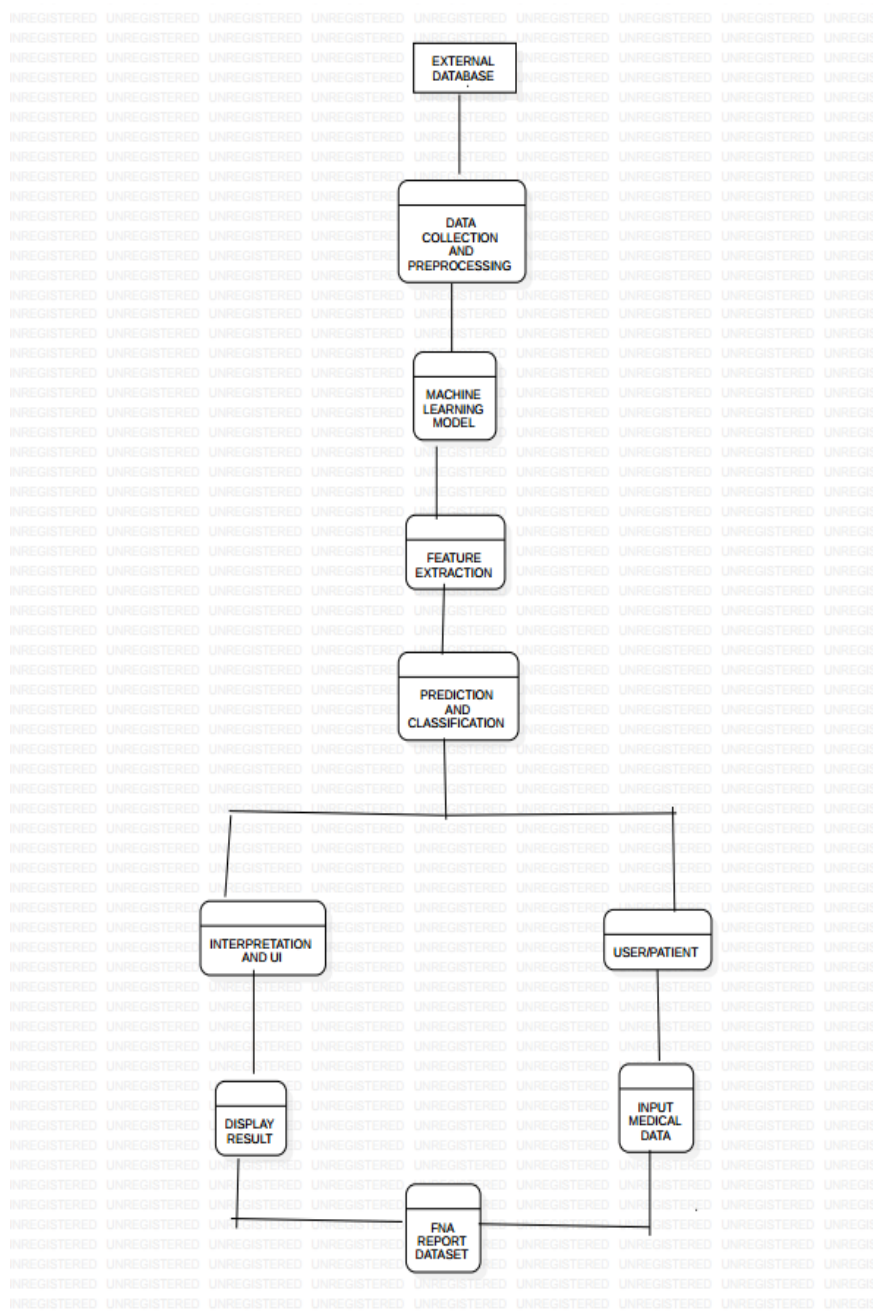 EXTERNAL
DATABASE
DATA
COLLECTION
AND
PREPROCESSING
MACHINE
LEARNING
MODEL
FEATURE
EXTRACTION
PREDICTION
AND
CLASSIFICATION
INTERPRETATION
AND UI
USER/PATIENT
DISPLAY
RESULT
INPUT
MEDICAL
DATA
FNA
REPORT
DATASET
UNREGISTERED